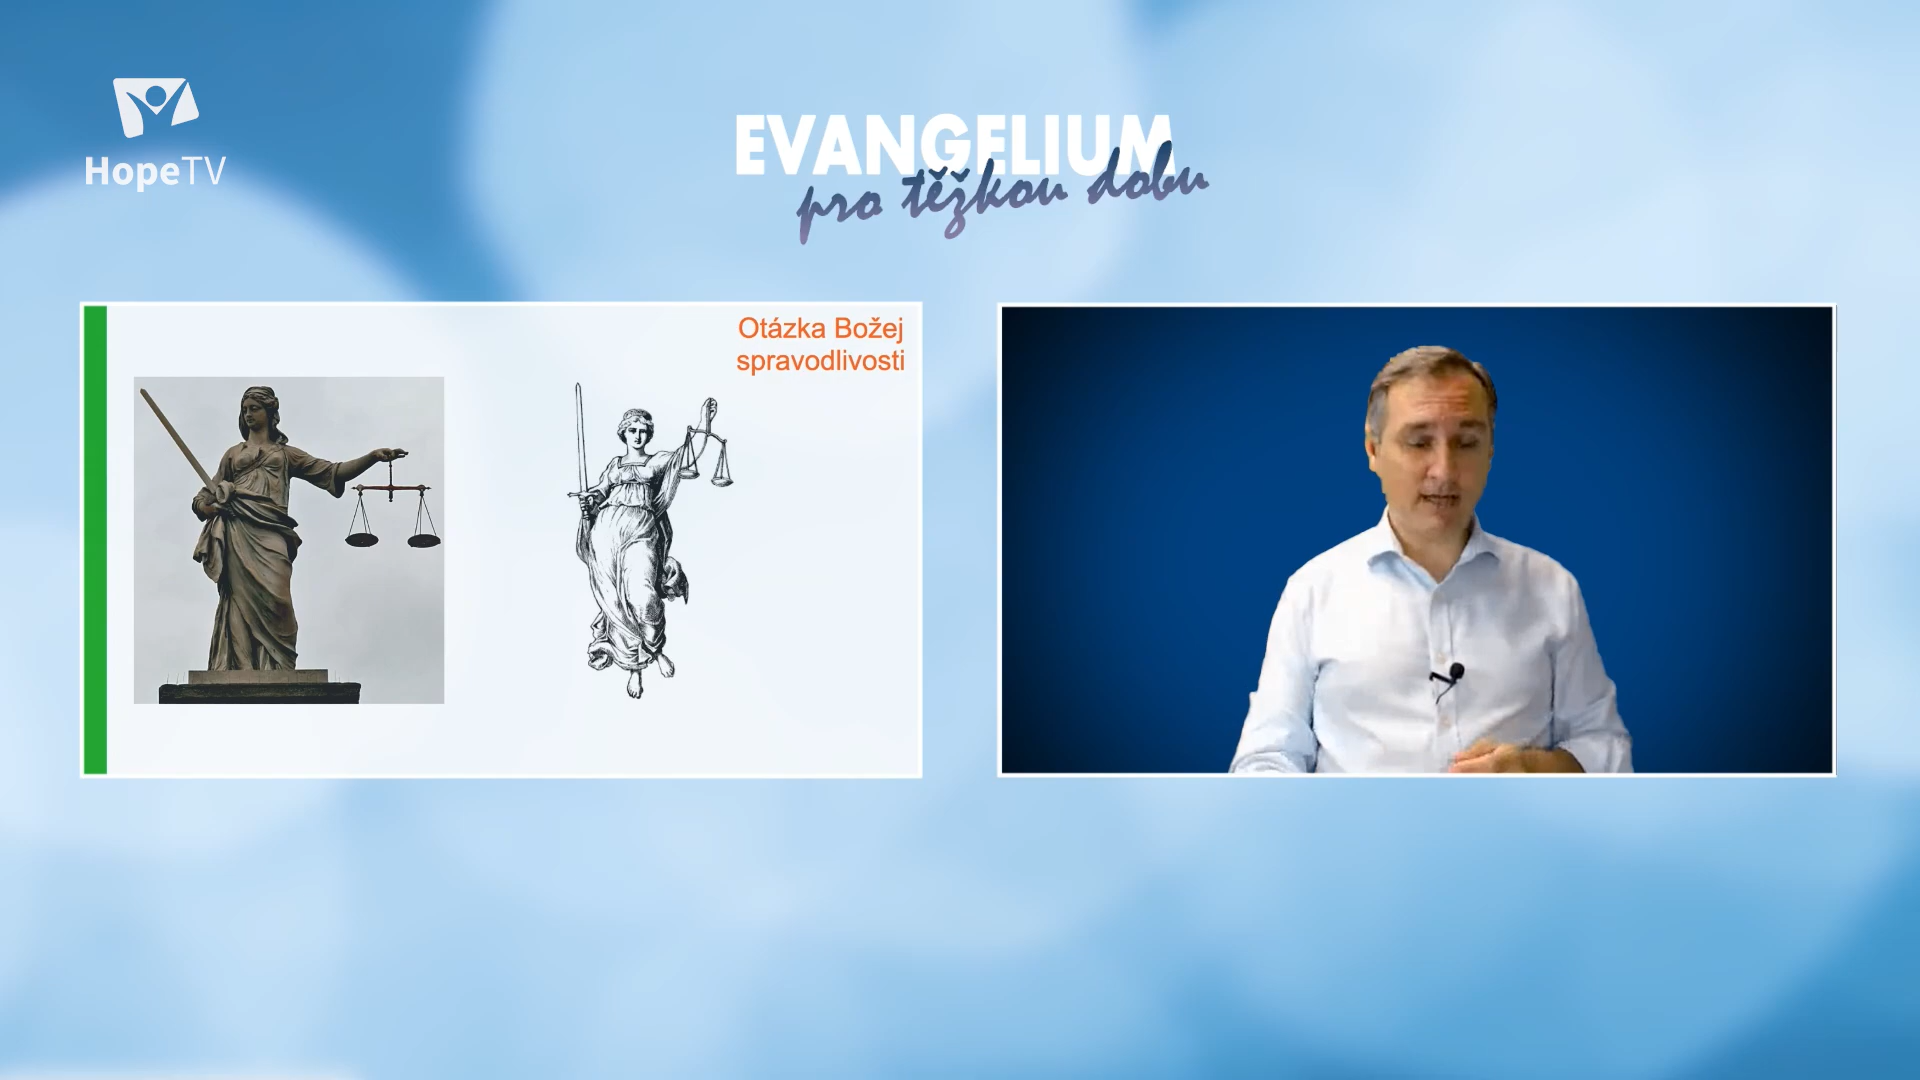 HopeTV
EVANGELIUM
pro těžkou dobu
Otázka Božej
spravodlivosti